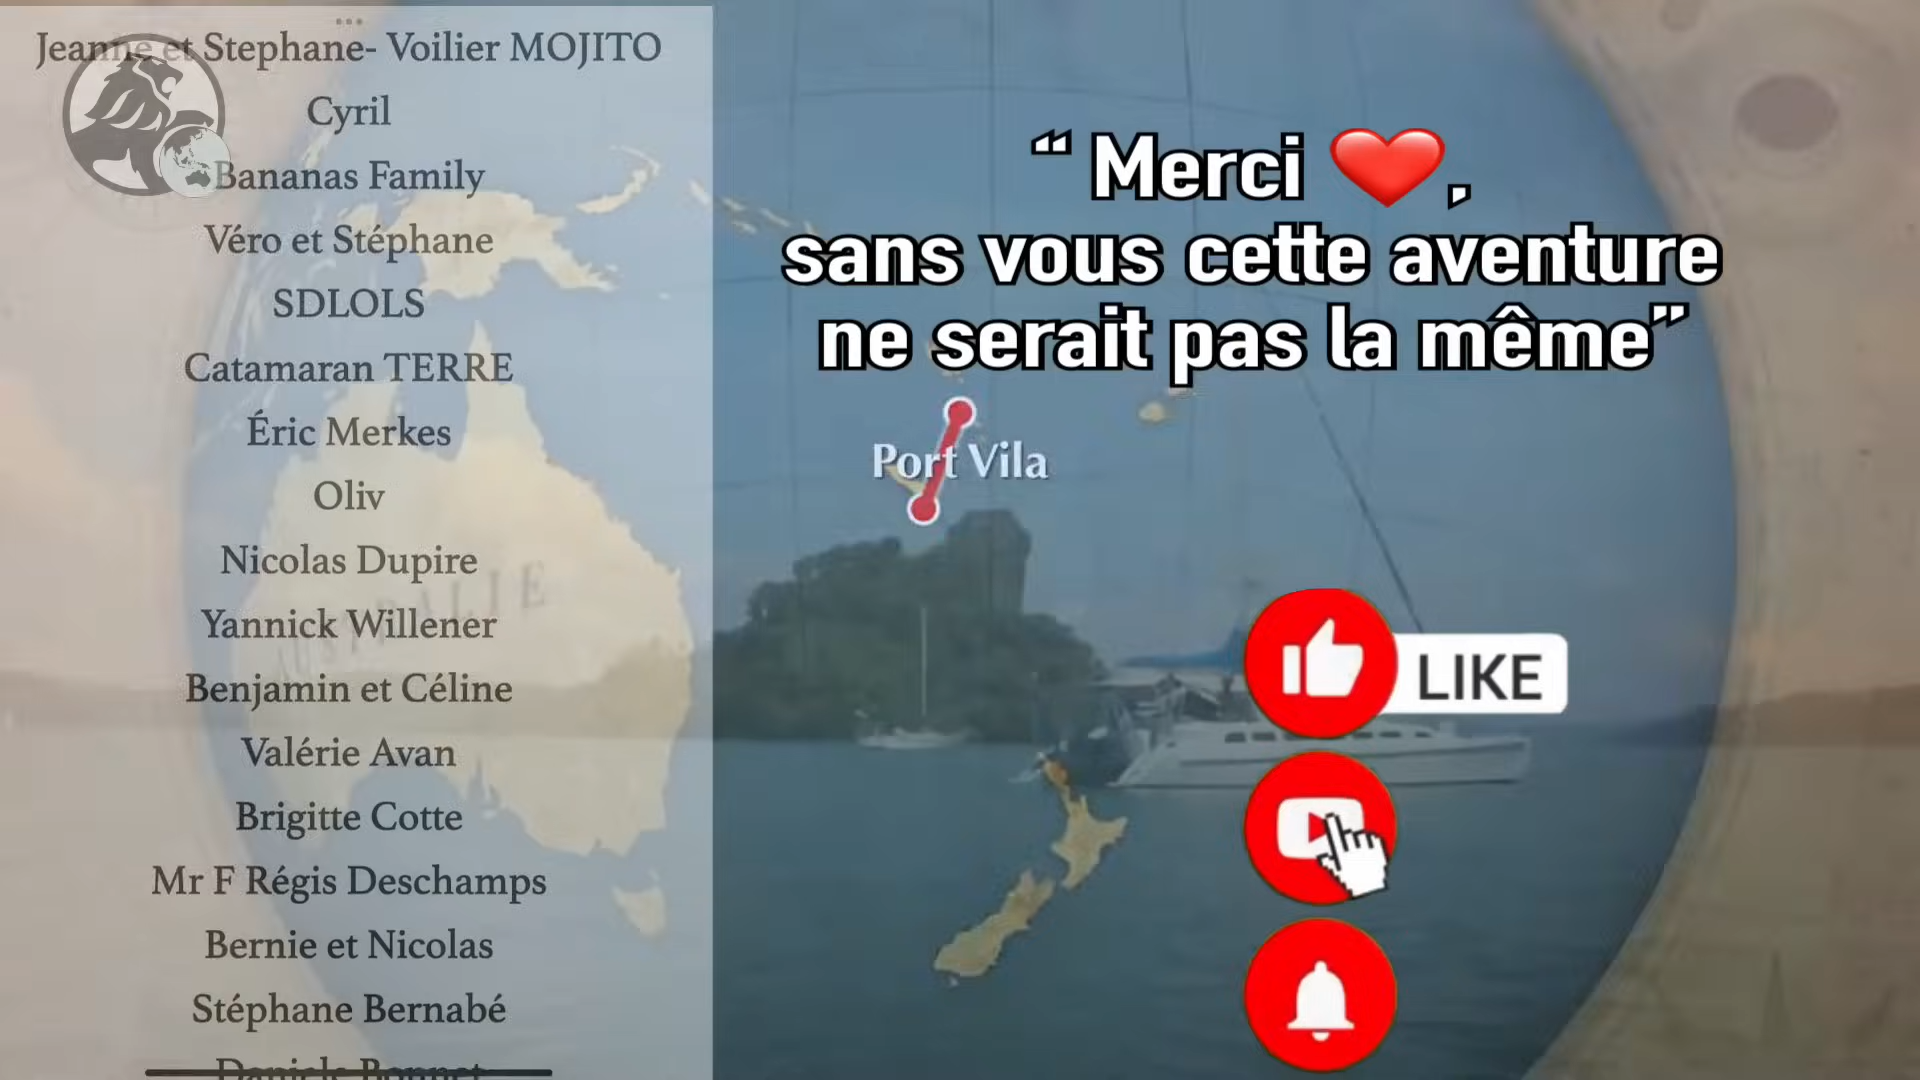 Jeanne et Stephane- Voilier MOJITO
Cyril
Bananas Family
Véro et Stéphane
SDLOLS
Catamaran TERRE
Éric Merkes
Oliv
Nicolas Dupire
Yannick Willener
Benjamin et Céline
Valérie Avan
Brigitte Cotte
Mr F Régis Deschamps
Bernie et Nicolas
Stéphane Bernabé
“ Merci ❤️,
sans vous cette aventure
ne serait pas la même”
Port Vila
AUSTRALIE
LIKE